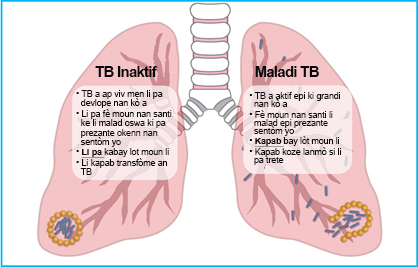 TB Inaktif
• TB a ap viv men li pa
devlope nan kò a
• Li pa fè moun nan santi
ke li malad oswa ki pa
prezante okenn nan
sentòm yo
• Li pa kabay lot moun li
• Li kapab transfòme an
TB
Maladi TB
• TB a aktif epi ki grandi
nan kò a
• Fè moun nan santi li
malad epi prezante
sentòm yo
• Kapab bay lòt moun li
• Kapab koze lanmò si li
pa trete